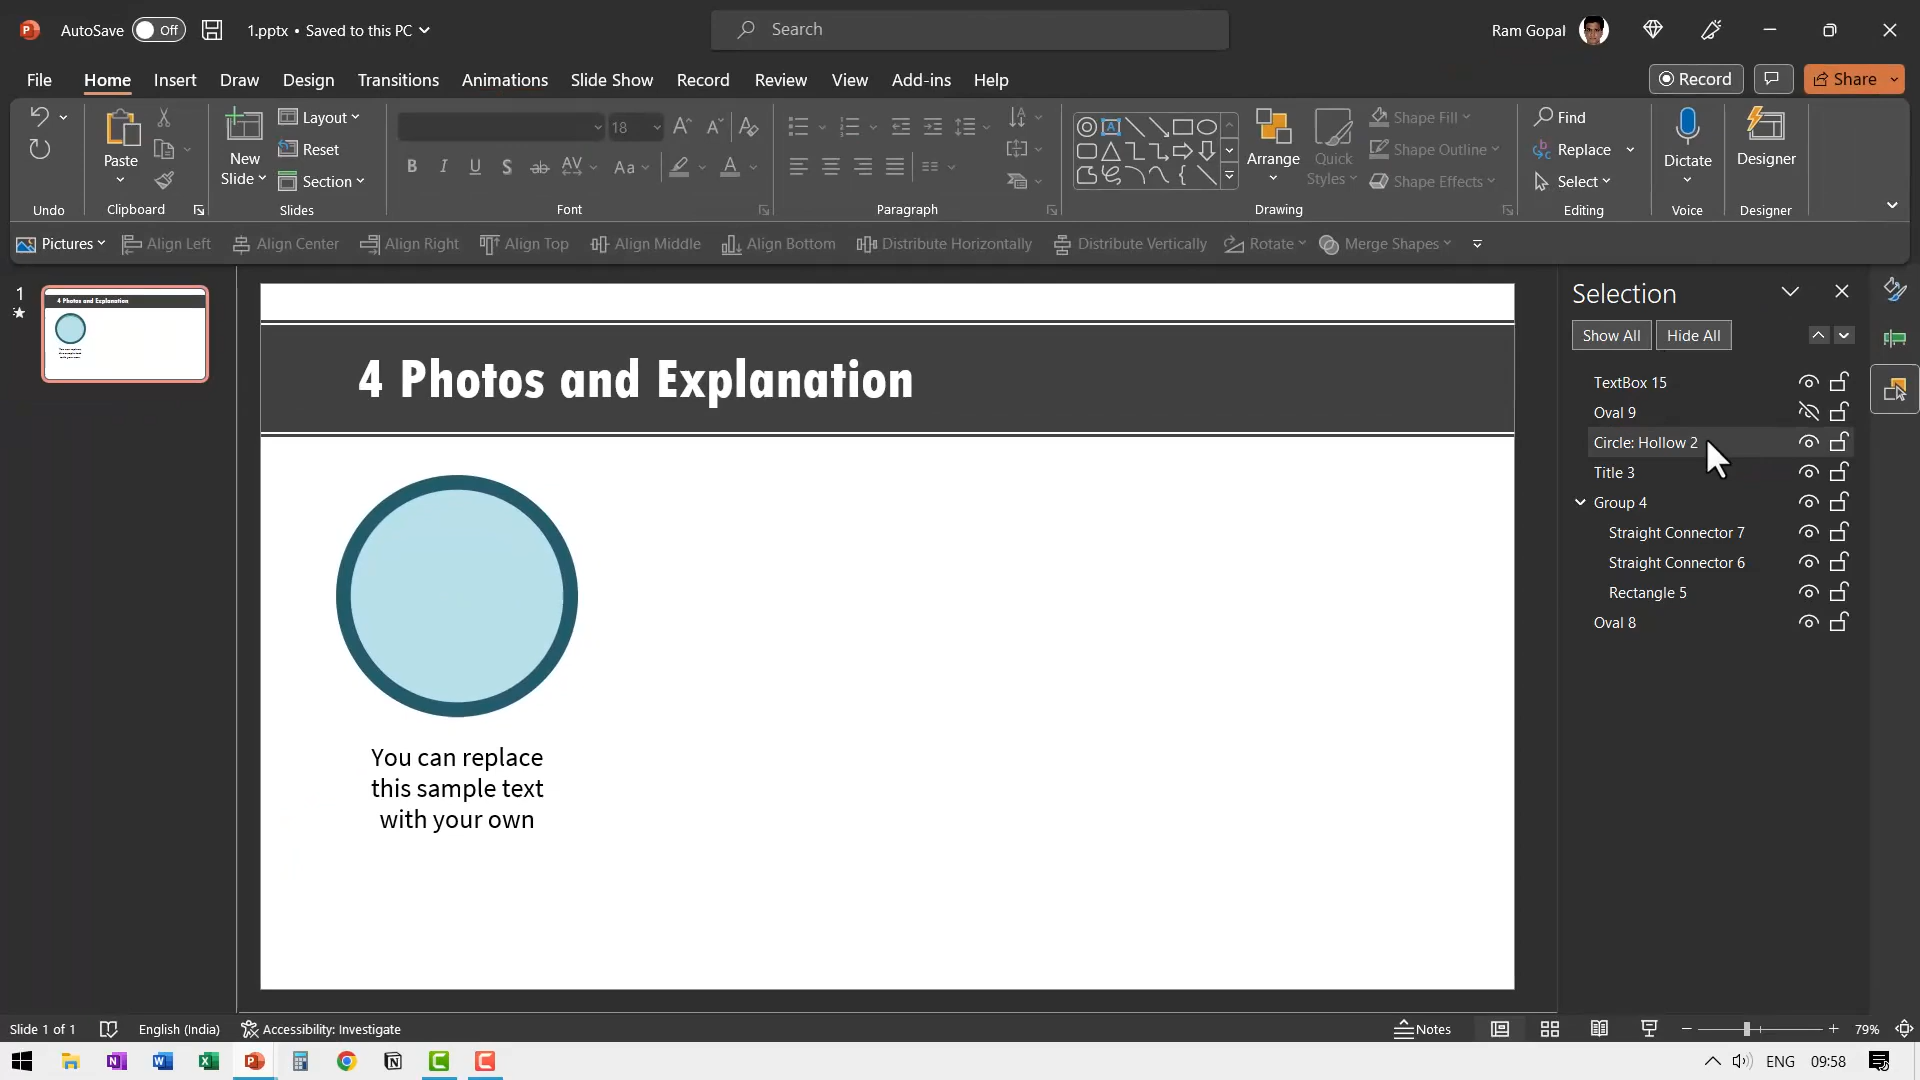 AutoSave Off 1.pptx • Saved to this PC Search Ram Gopal
File Home Insert Draw Design Transitions Animations Slide Show Record Review View Add-ins Help Record Share
Paste New Slide Layout Reset Section 18 Arrange Quick Styles Shape Fill Shape Outline Shape Effects Find Replace Select Dictate Designer
Undo Clipboard Slides Font Paragraph Drawing Editing Voice Designer
Pictures Align Left Align Center Align Right Align Top Align Middle Align Bottom Distribute Horizontally Distribute Vertically Rotate Merge Shapes
1
4 Photos and Explanation
4 Photos and Explanation
You can replace
this sample text
with your own
Selection
Show All Hide All
TextBox 15
Oval 9
Circle: Hollow 2
Title 3
Group 4
Straight Connector 7
Straight Connector 6
Rectangle 5
Oval 8
Slide 1 of 1 English (India) Accessibility: Investigate Notes 79%
ENG 09:58